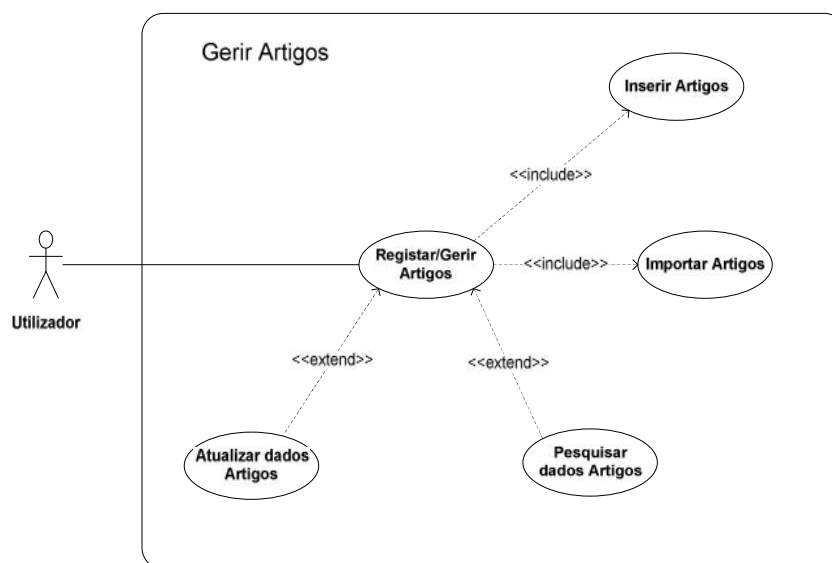 Gerir Artigos
Inserir Artigos
<<include>>
Registar/Gerir
Artigos
<<include>>
Importar Artigos
Utilizador
<<extend>>
<<extend>>
Atualizar dados
Artigos
Pesquisar
dados Artigos